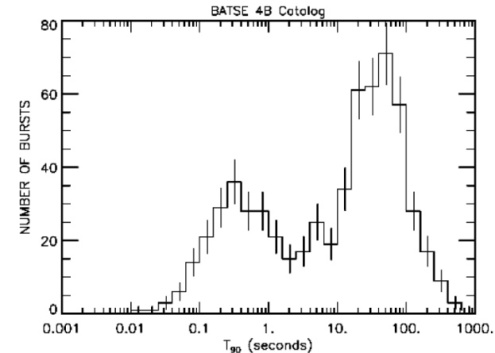 BATSE 4B Catalog
80
60
40
20
0
NUMBER OF BURSTS
0.001 0.01 0.1 1. 10. 100. 1000.
T90 (seconds)